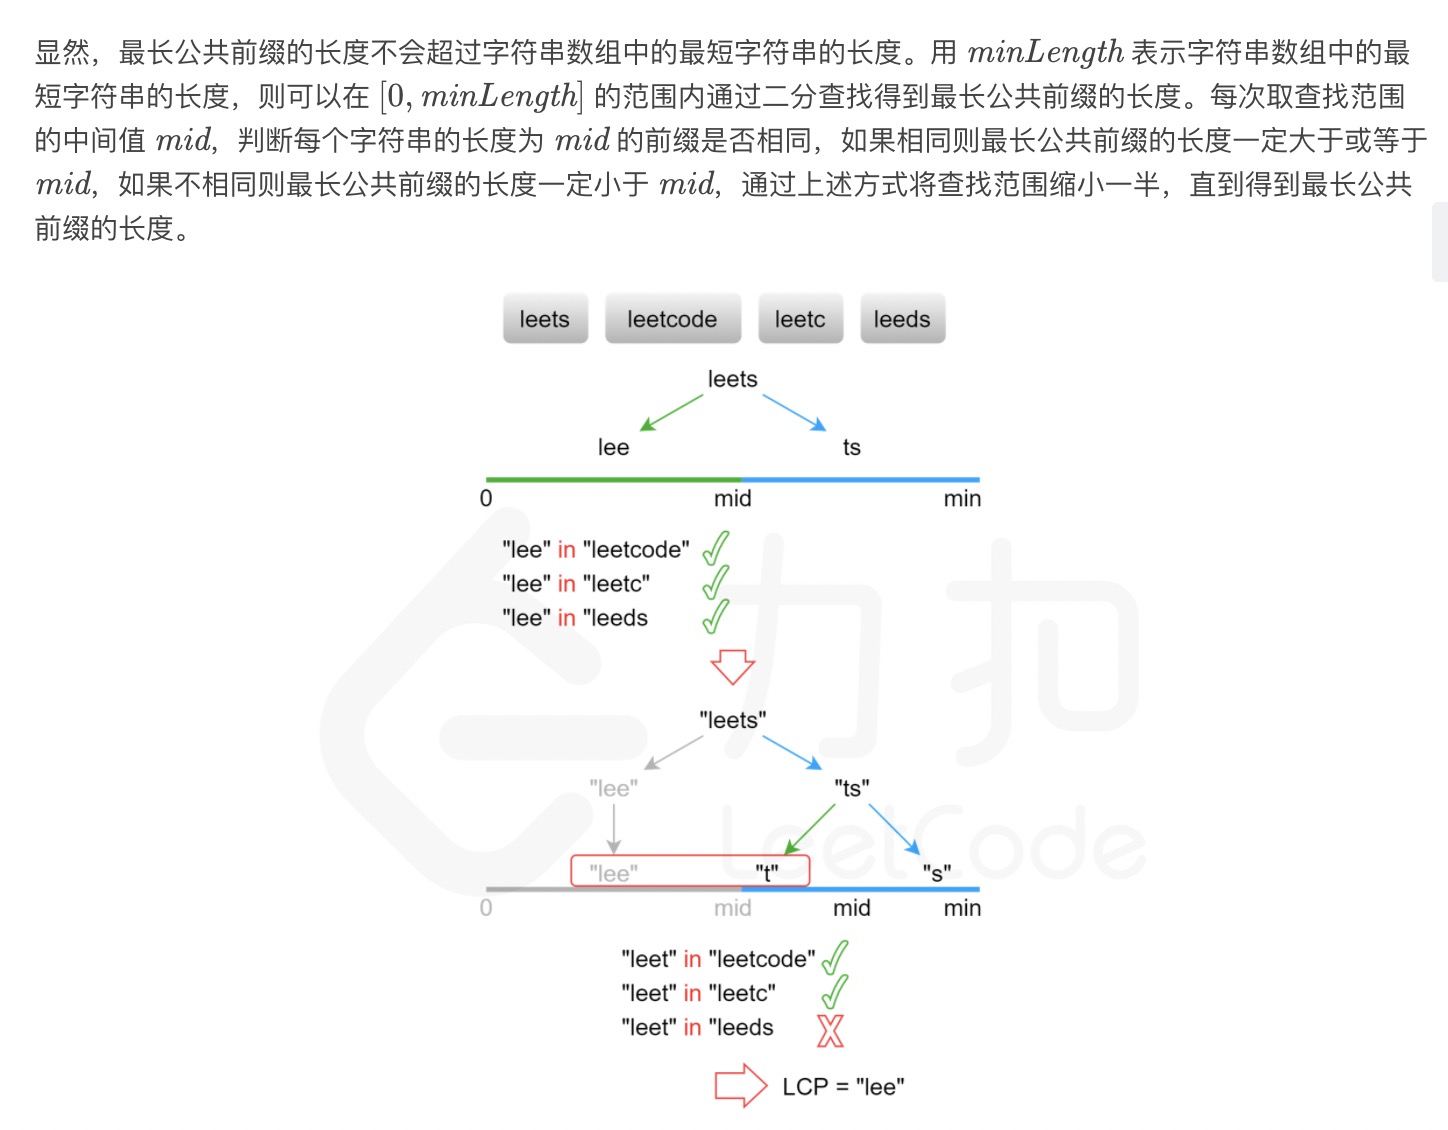 显然，最长公共前缀的长度不会超过字符串数组中的最短字符串的长度。用 minLength 表示字符串数组中的最
短字符串的长度，则可以在 [0, minLength] 的范围内通过二分查找得到最长公共前缀的长度。每次取查找范围
的中间值 mid，判断每个字符串的长度为 mid 的前缀是否相同，如果相同则最长公共前缀的长度一定大于或等于
mid，如果不相同则最长公共前缀的长度一定小于 mid，通过上述方式将查找范围缩小一半，直到得到最长公共
前缀的长度。
leets leetcode leetc leeds
leets
lee ts
0 mid min
"lee" in "leetcode"
"lee" in "leetc"
"lee" in "leeds
"leets"
"lee" "ts"
"lee" "t" "s"
0 mid mid min
"leet" in "leetcode"
"leet" in "leetc"
"leet" in "leeds
LCP = "lee"
力扣
LeetCode